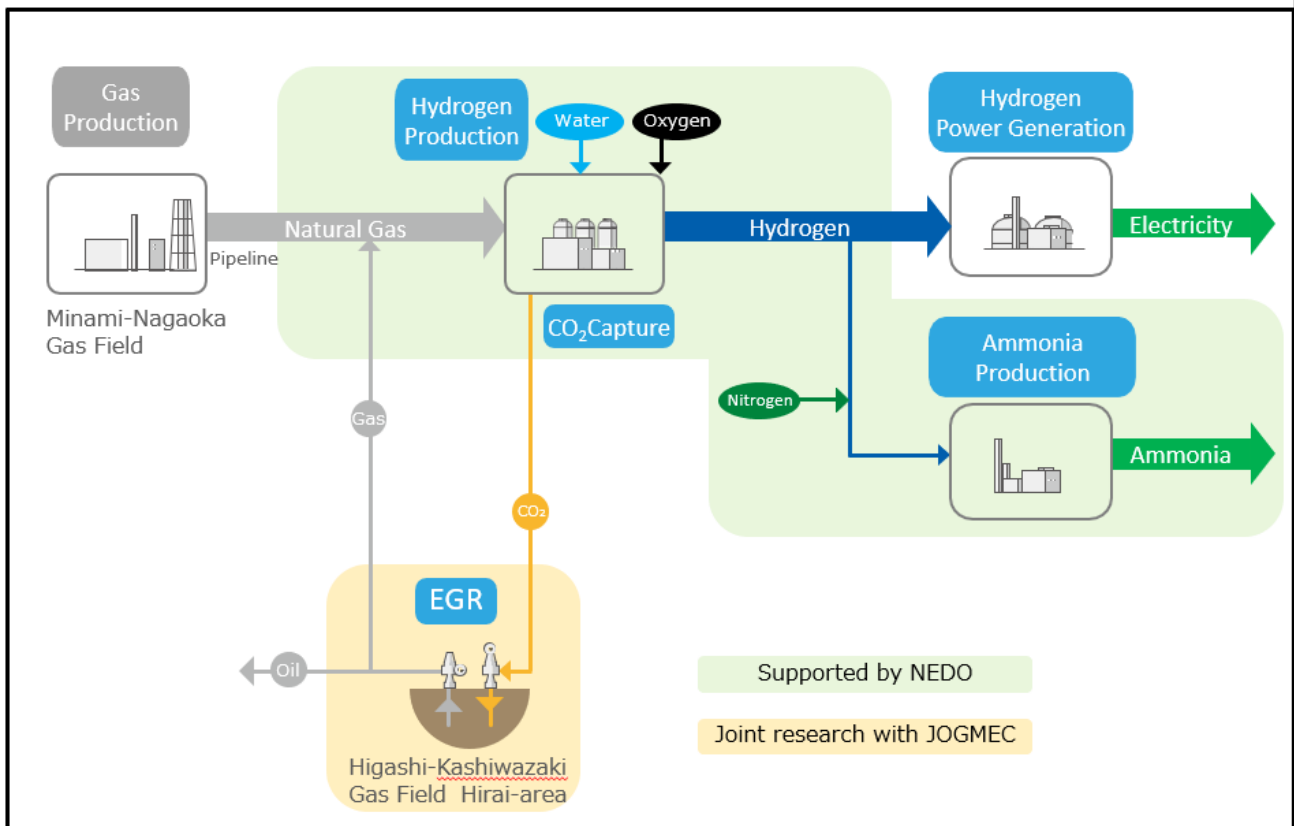 Gas
Production
Hydrogen
Production
Water
Oxygen
Hydrogen
Power Generation
Natural Gas
Pipeline
Hydrogen
Electricity
Minami-Nagaoka
Gas Field
CO₂Capture
Ammonia
Production
Nitrogen
Gas
Ammonia
CO₂
EGR
Oil
Supported by NEDO
Joint research with JOGMEC
Higashi-Kashiwazaki
Gas Field Hirai-area